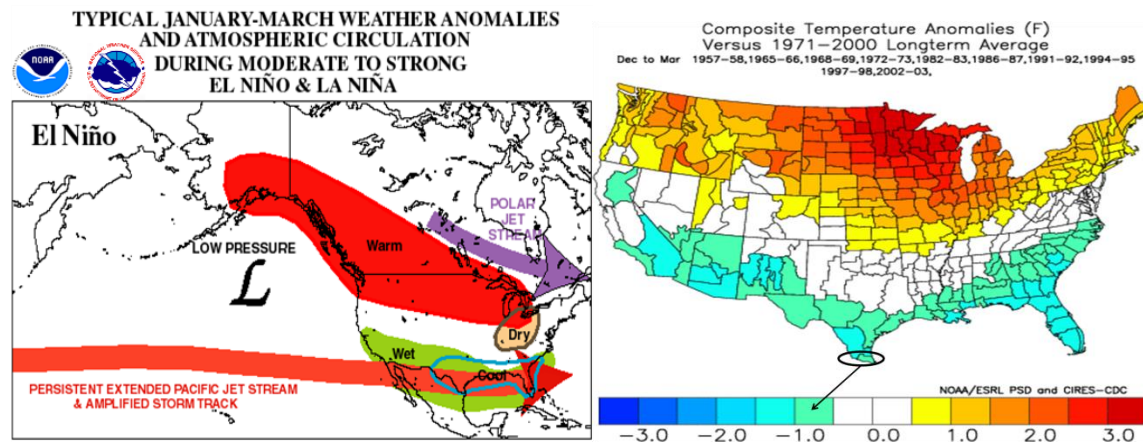 TYPICAL JANUARY-MARCH WEATHER ANOMALIES
AND ATMOSPHERIC CIRCULATION
DURING MODERATE TO STRONG
EL NIÑO & LA NIÑA
NOAA
El Niño
POLAR
JET
STREAM
Warm
LOW PRESSURE
L
Dry
Wet
Cool
PERSISTENT EXTENDED PACIFIC JET STREAM
& AMPLIFIED STORM TRACK
Composite Temperature Anomalies (F)
Versus 1971-2000 Longterm Average
Dec to Mar 1957-58,1965-66,1968-69,1972-73,1982-83,1986-87,1991-92,1994-95
1997-98,2002-03,
NOAA/ESRL PSD and CIRES-CDC
-3.0 -2.0 -1.0 0.0 1.0 2.0 3.0